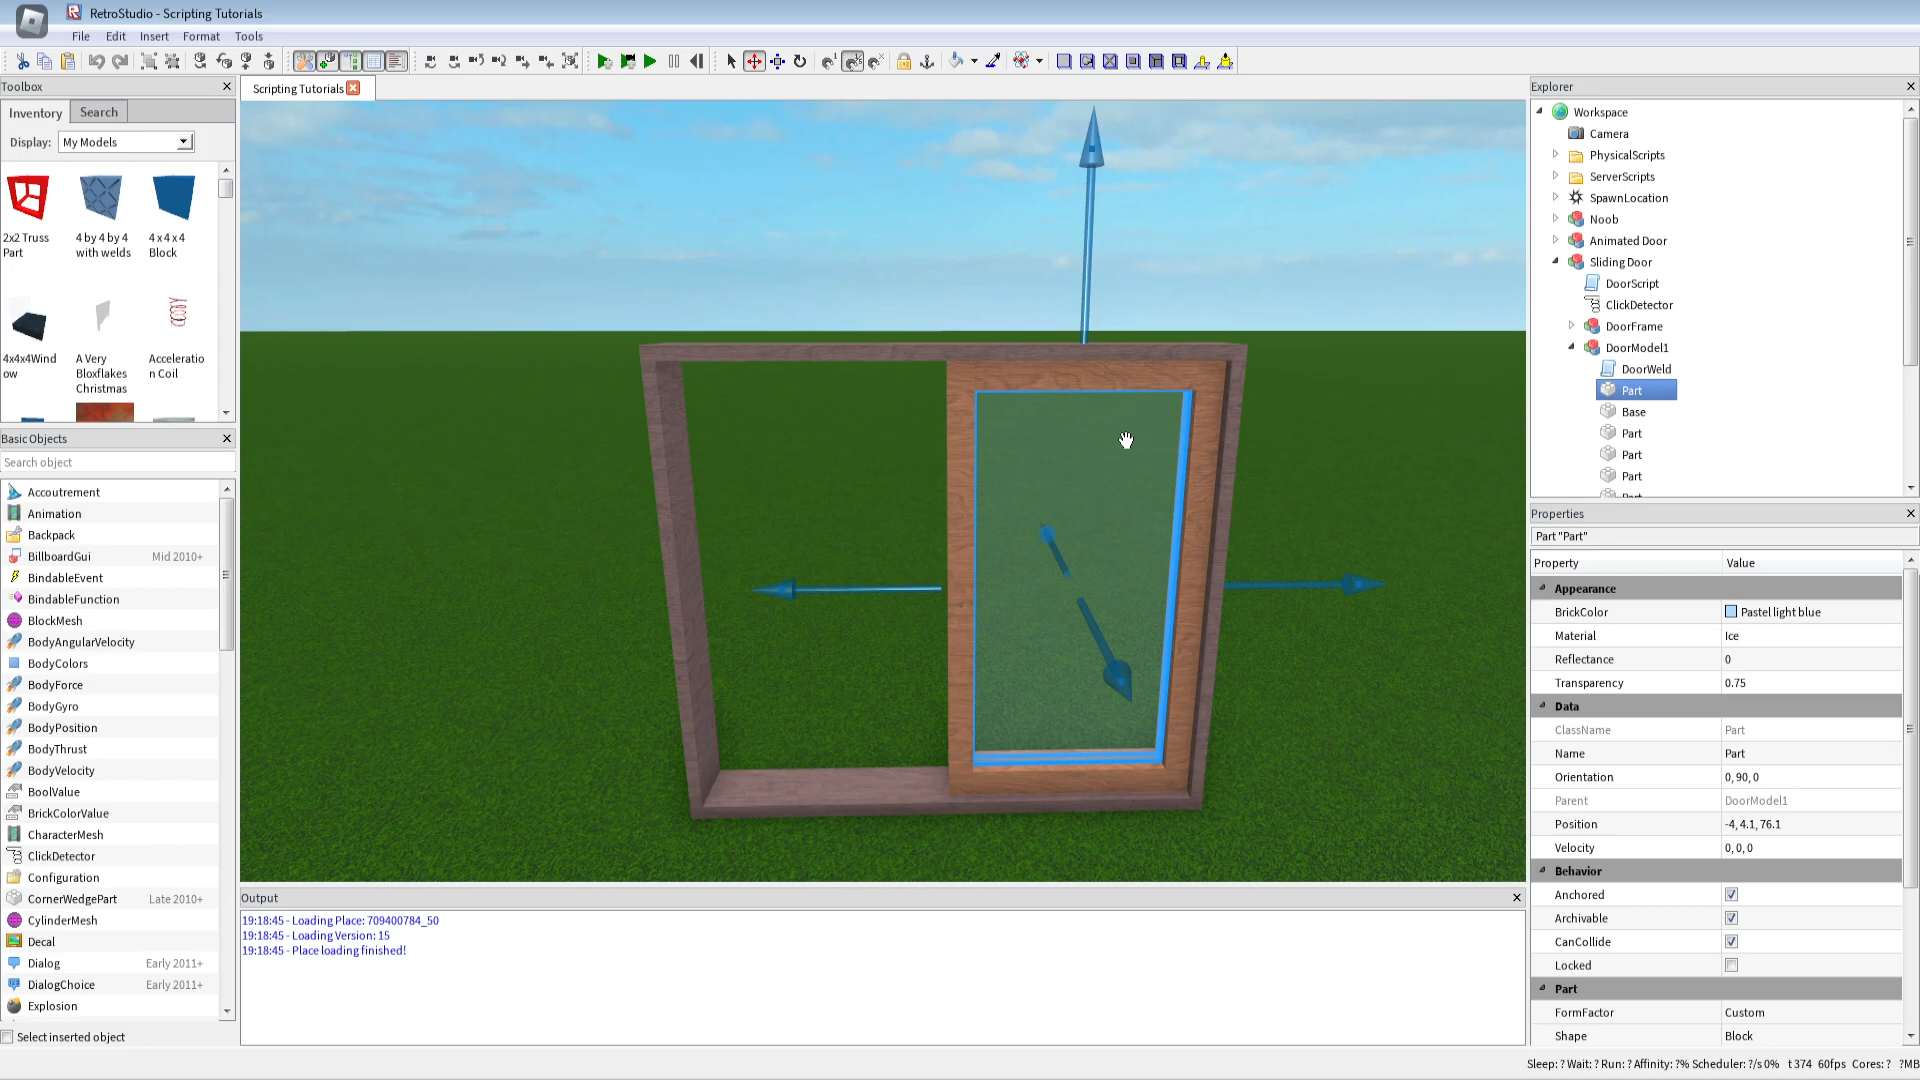 RetroStudio - Scripting Tutorials
File Edit Insert Format Tools
Toolbox
Inventory Search
Display: My Models
2x2 Truss Part
4 by 4 by 4 with welds
4 x 4 x 4 Block
4x4x4Wind ow
A Very Bloxflakes Christmas
Acceleratio n Coil
Basic Objects
Search object
Accoutrement
Animation
Backpack
BillboardGui Mid 2010+
BindableEvent
BindableFunction
BlockMesh
BodyAngularVelocity
BodyColors
BodyForce
BodyGyro
BodyPosition
BodyThrust
BodyVelocity
BoolValue
BrickColorValue
CharacterMesh
ClickDetector
Configuration
CornerWedgePart Late 2010+
CylinderMesh
Decal
Dialog Early 2011+
DialogChoice Early 2011+
Explosion
Select inserted object
Scripting Tutorials
Output
19:18:45 - Loading Place: 709400784_50
19:18:45 - Loading Version: 15
19:18:45 - Place loading finished!
Explorer
Workspace
Camera
PhysicalScripts
ServerScripts
SpawnLocation
Noob
Animated Door
Sliding Door
DoorScript
ClickDetector
DoorFrame
DoorModel1
DoorWeld
Part
Base
Part
Part
Part
Properties
Part "Part"
Property Value
Appearance
BrickColor Pastel light blue
Material Ice
Reflectance 0
Transparency 0.75
Data
ClassName Part
Name Part
Orientation 0, 90, 0
Parent DoorModel1
Position -4, 4.1, 76.1
Velocity 0, 0, 0
Behavior
Anchored
Archivable
CanCollide
Locked
Part
FormFactor Custom
Shape Block
Sleep: ? Wait: ? Run: ? Affinity: ?% Scheduler: ?/s 0% t 374 60fps Cores: ? ?MB